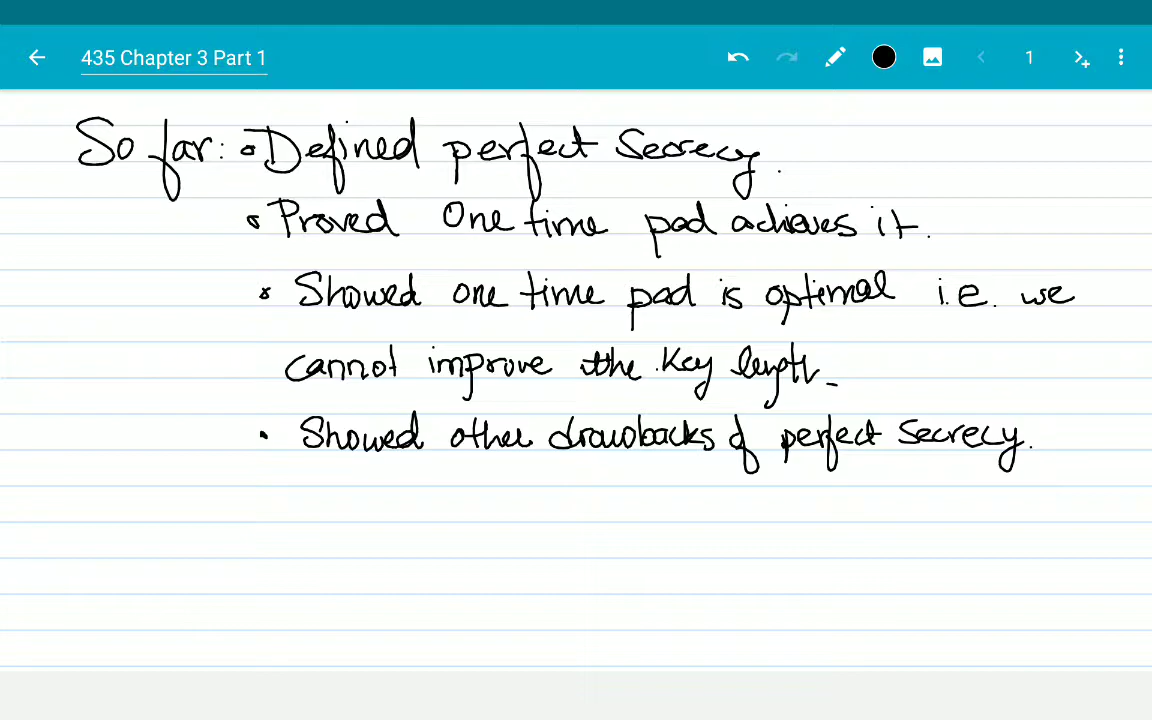 435 Chapter 3 Part 1
1
So far: • Defined perfect Secrecy.
• Proved One time pad achieves it.
• Showed one time pad is optimal i.e. we
cannot improve the Key length.
• Showed other drawbacks of perfect Secrecy.